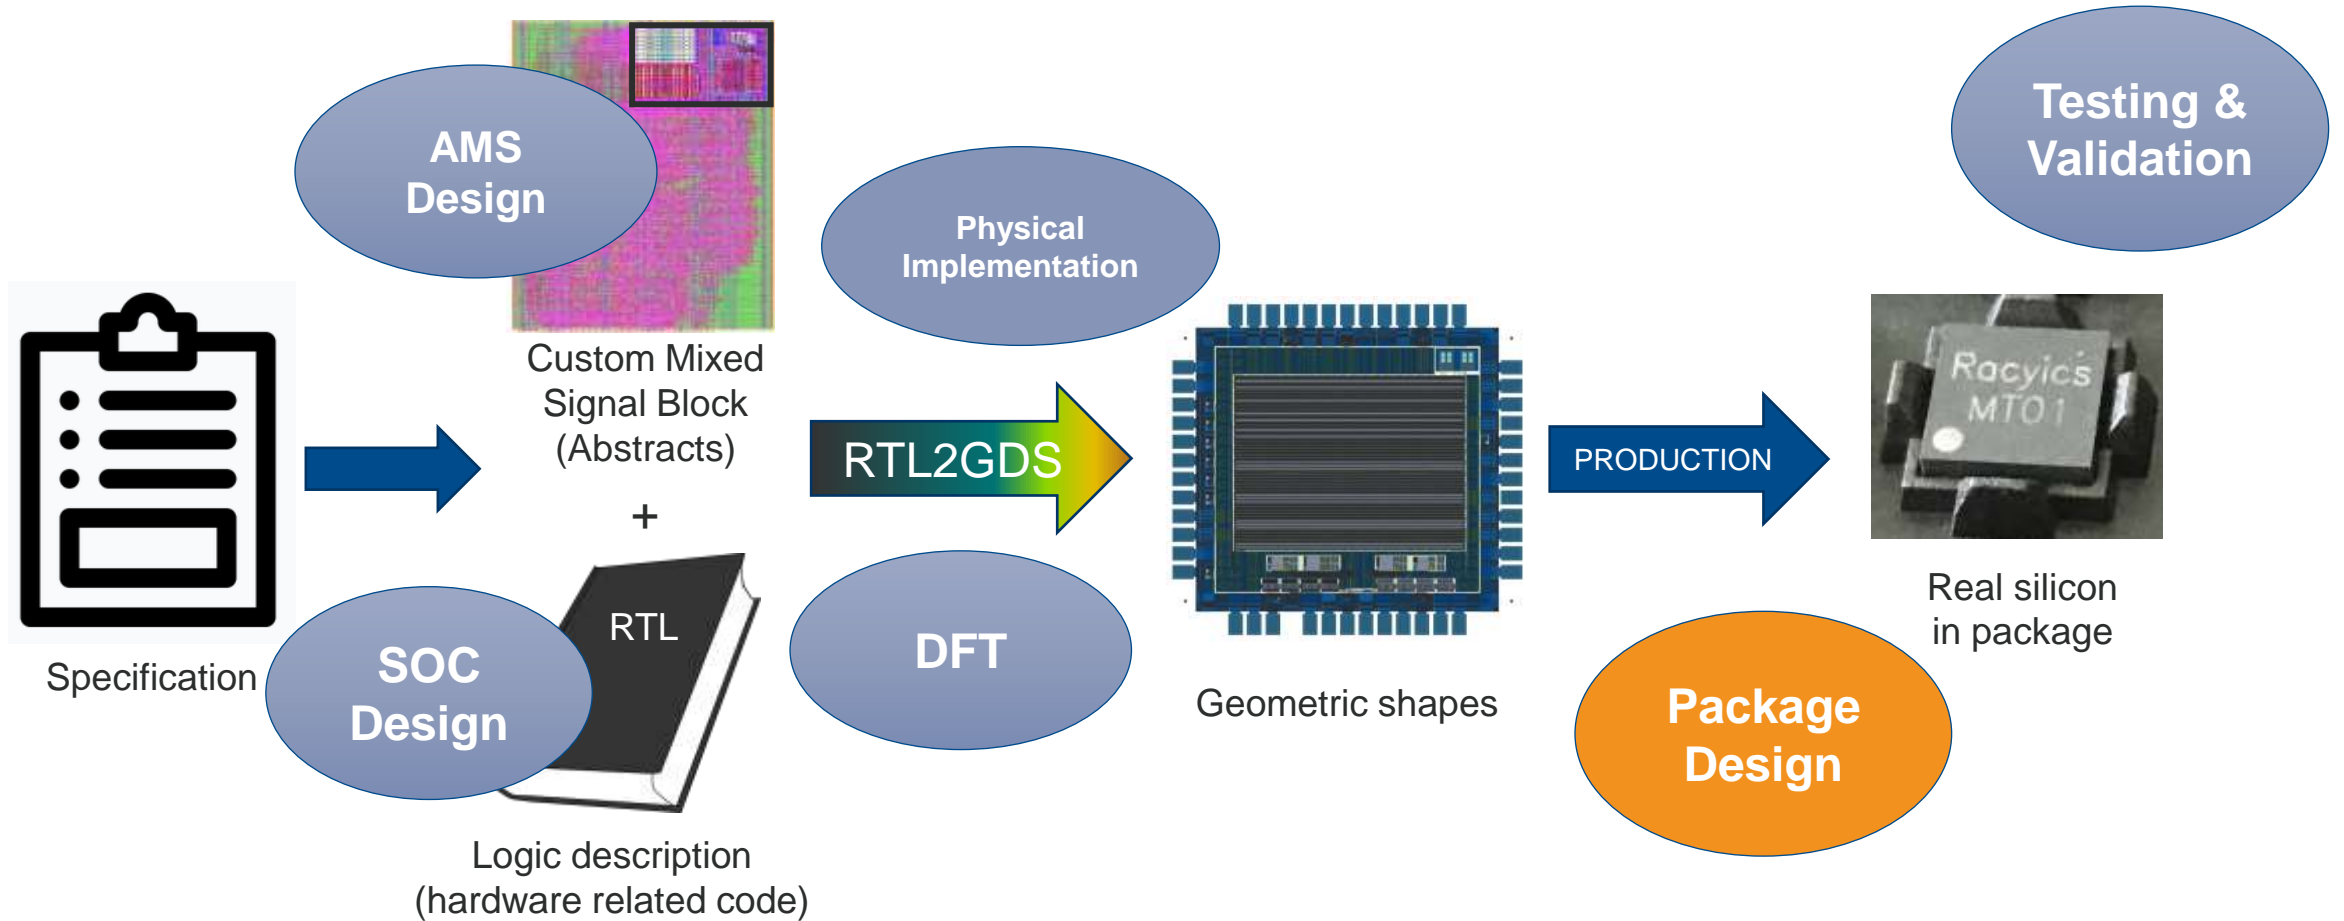 AMS
Design
Testing &
Validation
Physical
Implementation
Custom Mixed
Signal Block
(Abstracts)
+
RTL2GDS
PRODUCTION
Racyics
MT01
Specification
SOC
Design
RTL
DFT
Geometric shapes
Real silicon
in package
Package
Design
Logic description
(hardware related code)